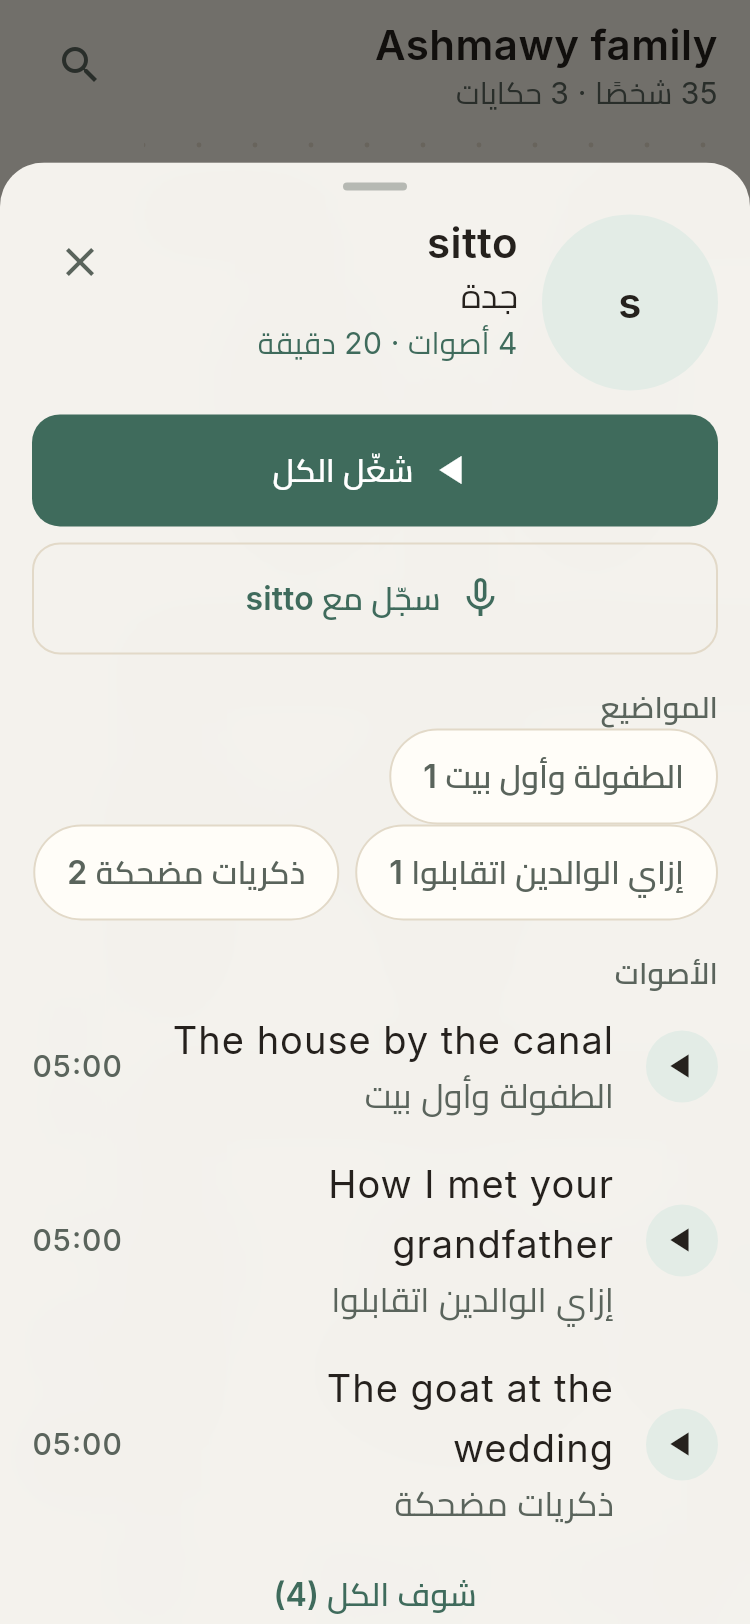 Ashmawy family
35 شخصًا · 3 حكايات
sitto
جدة
4 أصوات · 20 دقيقة
s
شغّل الكل
سجّل مع sitto
المواضيع
الطفولة وأول بيت 1
إزاي الوالدين اتقابلوا 1
ذكريات مضحكة 2
الأصوات
The house by the canal
الطفولة وأول بيت
05:00
How I met your
grandfather
إزاي الوالدين اتقابلوا
05:00
The goat at the
wedding
ذكريات مضحكة
05:00
شوف الكل (4)